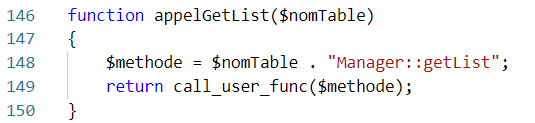 146 function appelGetList($nomTable)
147 {
148     $methode = $nomTable . "Manager::getList";
149     return call_user_func($methode);
150 }